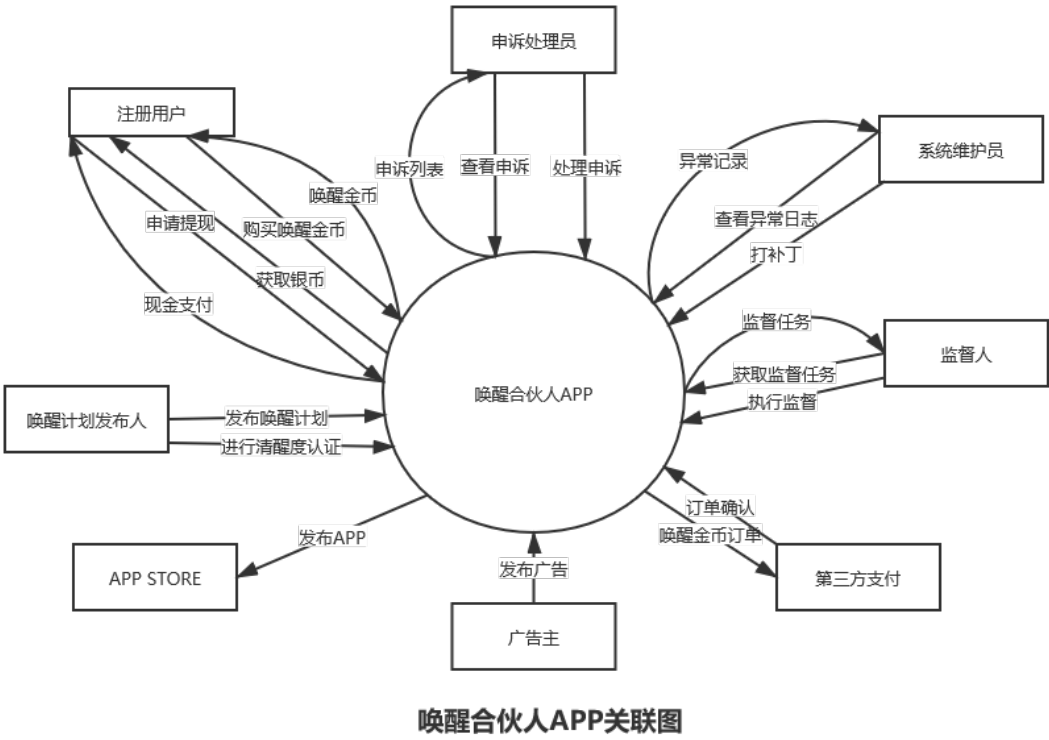 申诉处理员
注册用户
系统维护员
申诉列表
查看申诉
处理申诉
异常记录
唤醒金币
申请提现
购买唤醒金币
查看异常日志
打补丁
获取银币
现金支付
监督任务
监督人
获取监督任务
执行监督
唤醒合伙人APP
唤醒计划发布人
发布唤醒计划
进行清醒度认证
订单确认
唤醒金币订单
发布APP
APP STORE
发布广告
第三方支付
广告主
唤醒合伙人APP关联图